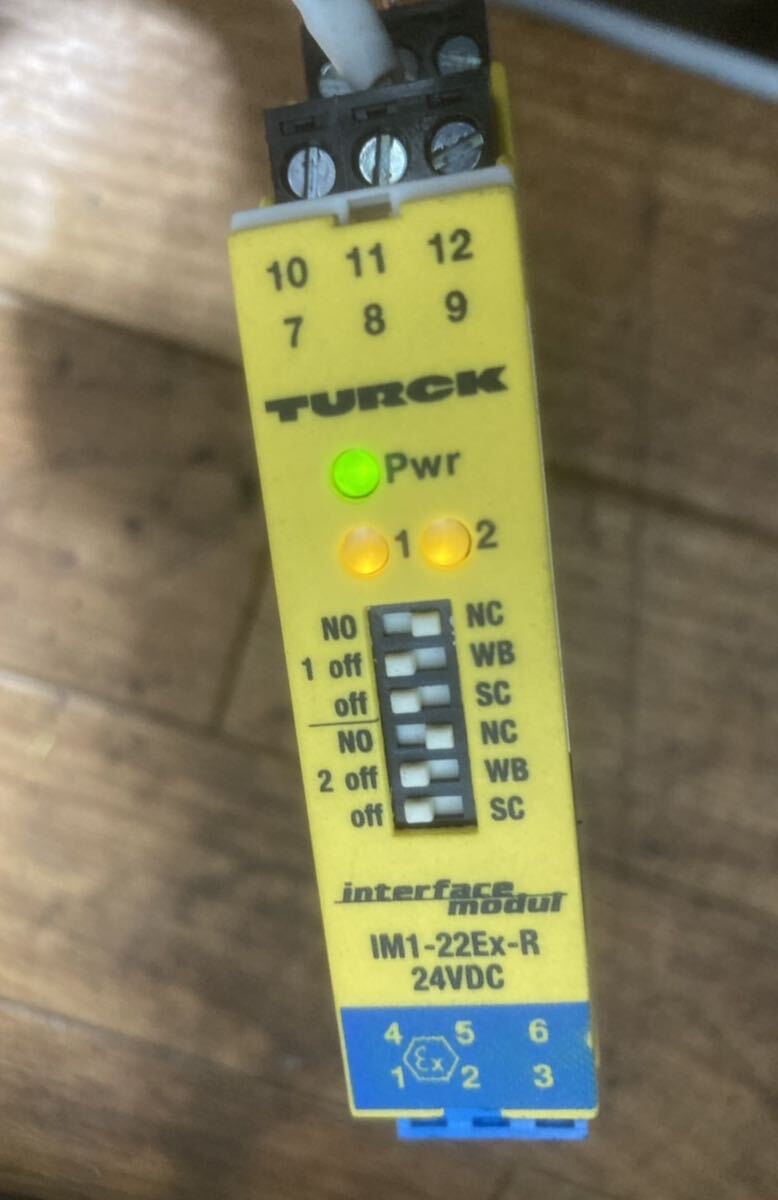 10 11 12
7 8 9
TURCK
Pwr
1 2
NO NC
1 off WB
off SC
NO NC
2 off WB
off SC
interface
modul
IM1-22Ex-R
24VDC
4 5 6
Ex
1 2 3